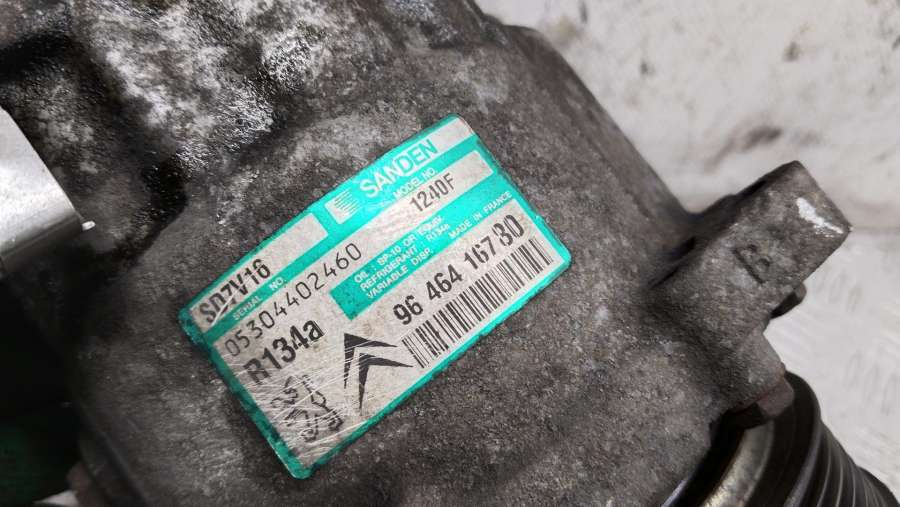 SANDEN
MODEL NO.
SD7V16
1240F
SERIAL NO.
05304402460
OIL : SP-10 OR EQUIV.
REFRIGERANT R134a
VARIABLE DISP. MADE IN FRANCE
R134a
96 464 167 80
B